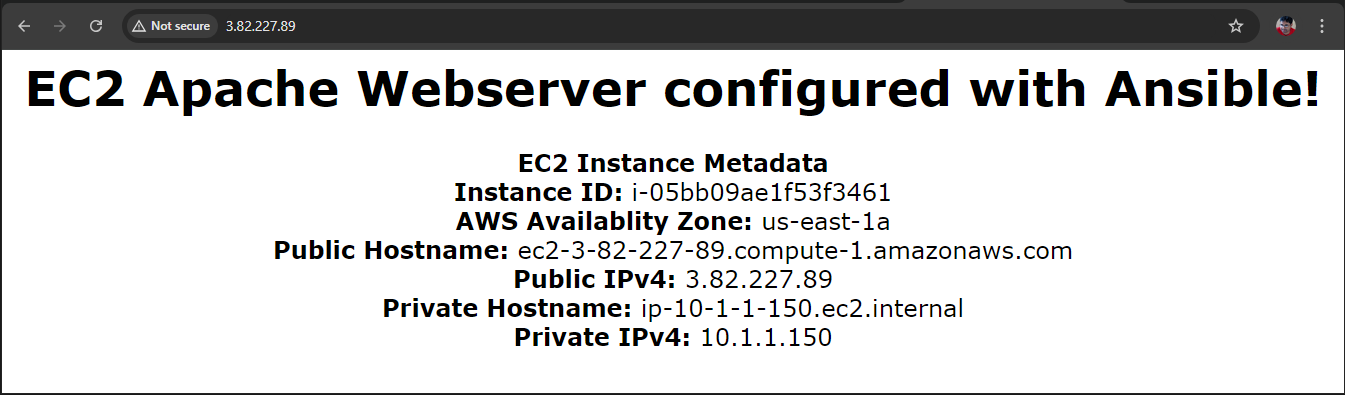 Not secure 3.82.227.89
EC2 Apache Webserver configured with Ansible!
EC2 Instance Metadata
Instance ID: i-05bb09ae1f53f3461
AWS Availablity Zone: us-east-1a
Public Hostname: ec2-3-82-227-89.compute-1.amazonaws.com
Public IPv4: 3.82.227.89
Private Hostname: ip-10-1-1-150.ec2.internal
Private IPv4: 10.1.1.150